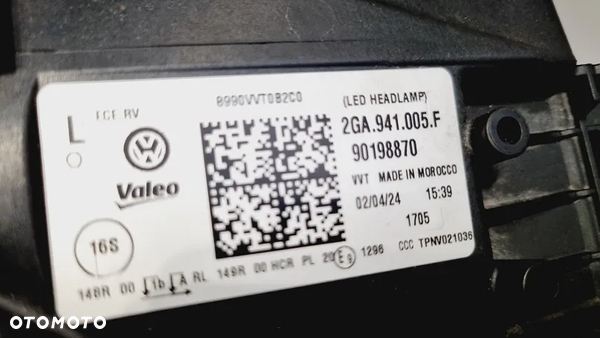 8990VVT0B2C0
(LED HEADLAMP)
L
ECE RV
2GA.941.005.F
90198870
Valeo
VVT MADE IN MOROCCO
02/04/24 15:39
1705
16S
CCC TPNV021036
148R 00 1b A RL 149R 00 HCR PL 20 E9 1298
OTOMOTO